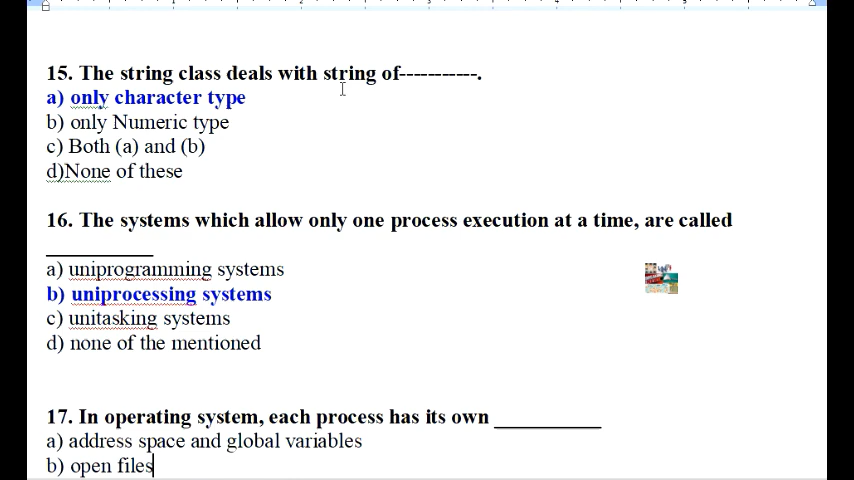 15. The string class deals with string of-----------.
a) only character type
b) only Numeric type
c) Both (a) and (b)
d)None of these
16. The systems which allow only one process execution at a time, are called
__________
a) uniprogramming systems
b) uniprocessing systems
c) unitasking systems
d) none of the mentioned
17. In operating system, each process has its own __________
a) address space and global variables
b) open files